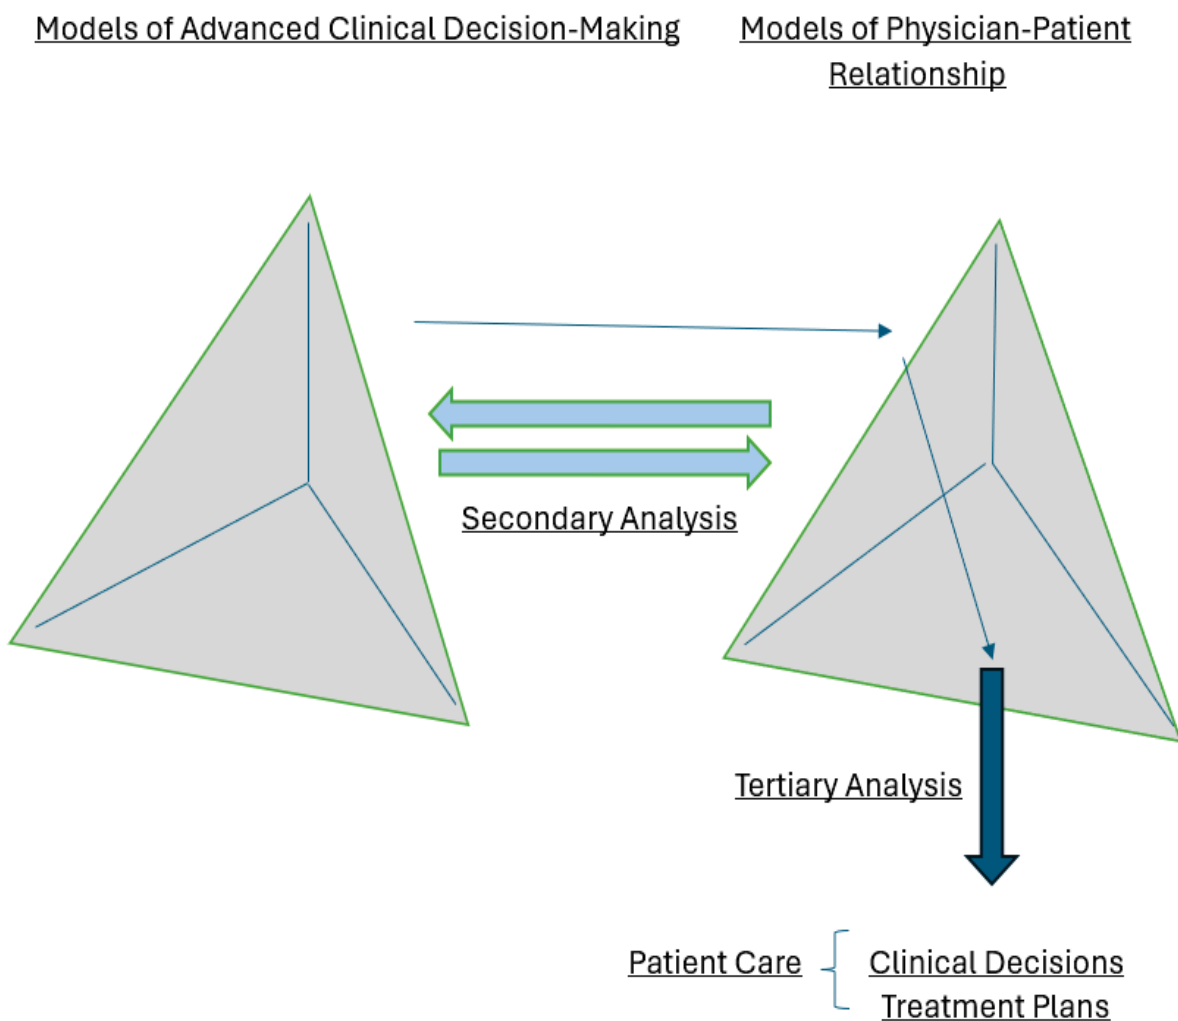 Models of Advanced Clinical Decision-Making
Models of Physician-Patient
Relationship
Secondary Analysis
Tertiary Analysis
Patient Care
Clinical Decisions
Treatment Plans